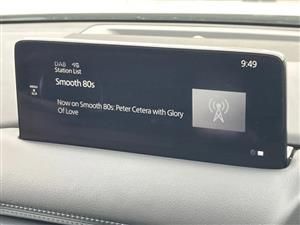 DAB
9:49
Station List
Smooth 80s
Now on Smooth 80s: Peter Cetera with Glory
Of Love